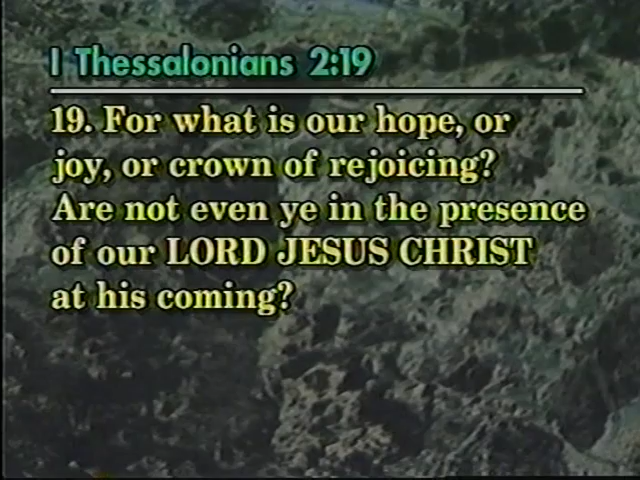 I Thessalonians 2:19
19. For what is our hope, or
joy, or crown of rejoicing?
Are not even ye in the presence
of our LORD JESUS CHRIST
at his coming?